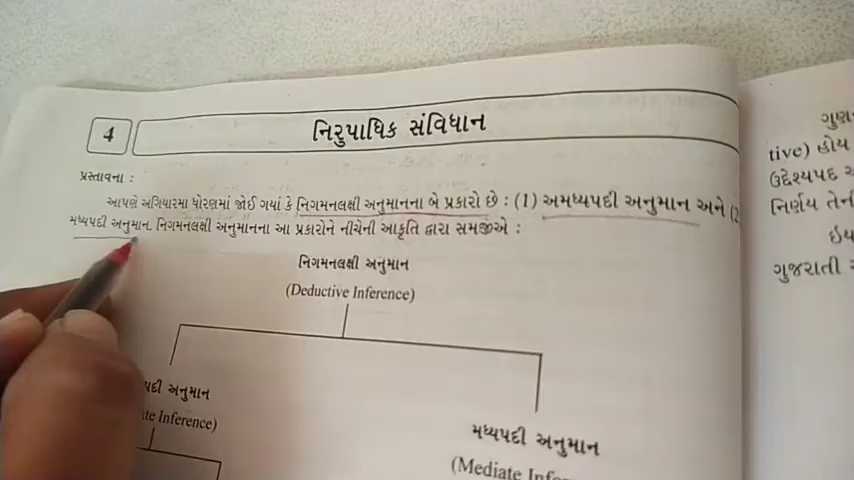 4
નિરુપાધિક સંવિધાન
પ્રસ્તાવના :
આપણે અગિયારમા ધોરણમાં જોઈ ગયાં કે નિગમનલક્ષી અનુમાનના બે પ્રકારો છે : (1) અમધ્યપદી અનુમાન અને (2
મધ્યપદી અનુમાન. નિગમનલક્ષી અનુમાનના આ પ્રકારોને નીચેની આકૃતિ દ્વારા સમજીએ :
નિગમનલક્ષી અનુમાન
(Deductive Inference)
અનુમાન
Inference)
મધ્યપદી અનુમાન
(Mediate
tive) હોય
ઉદ્દેશ્યપદ
નિર્ણય તેની
ગુજરાતી